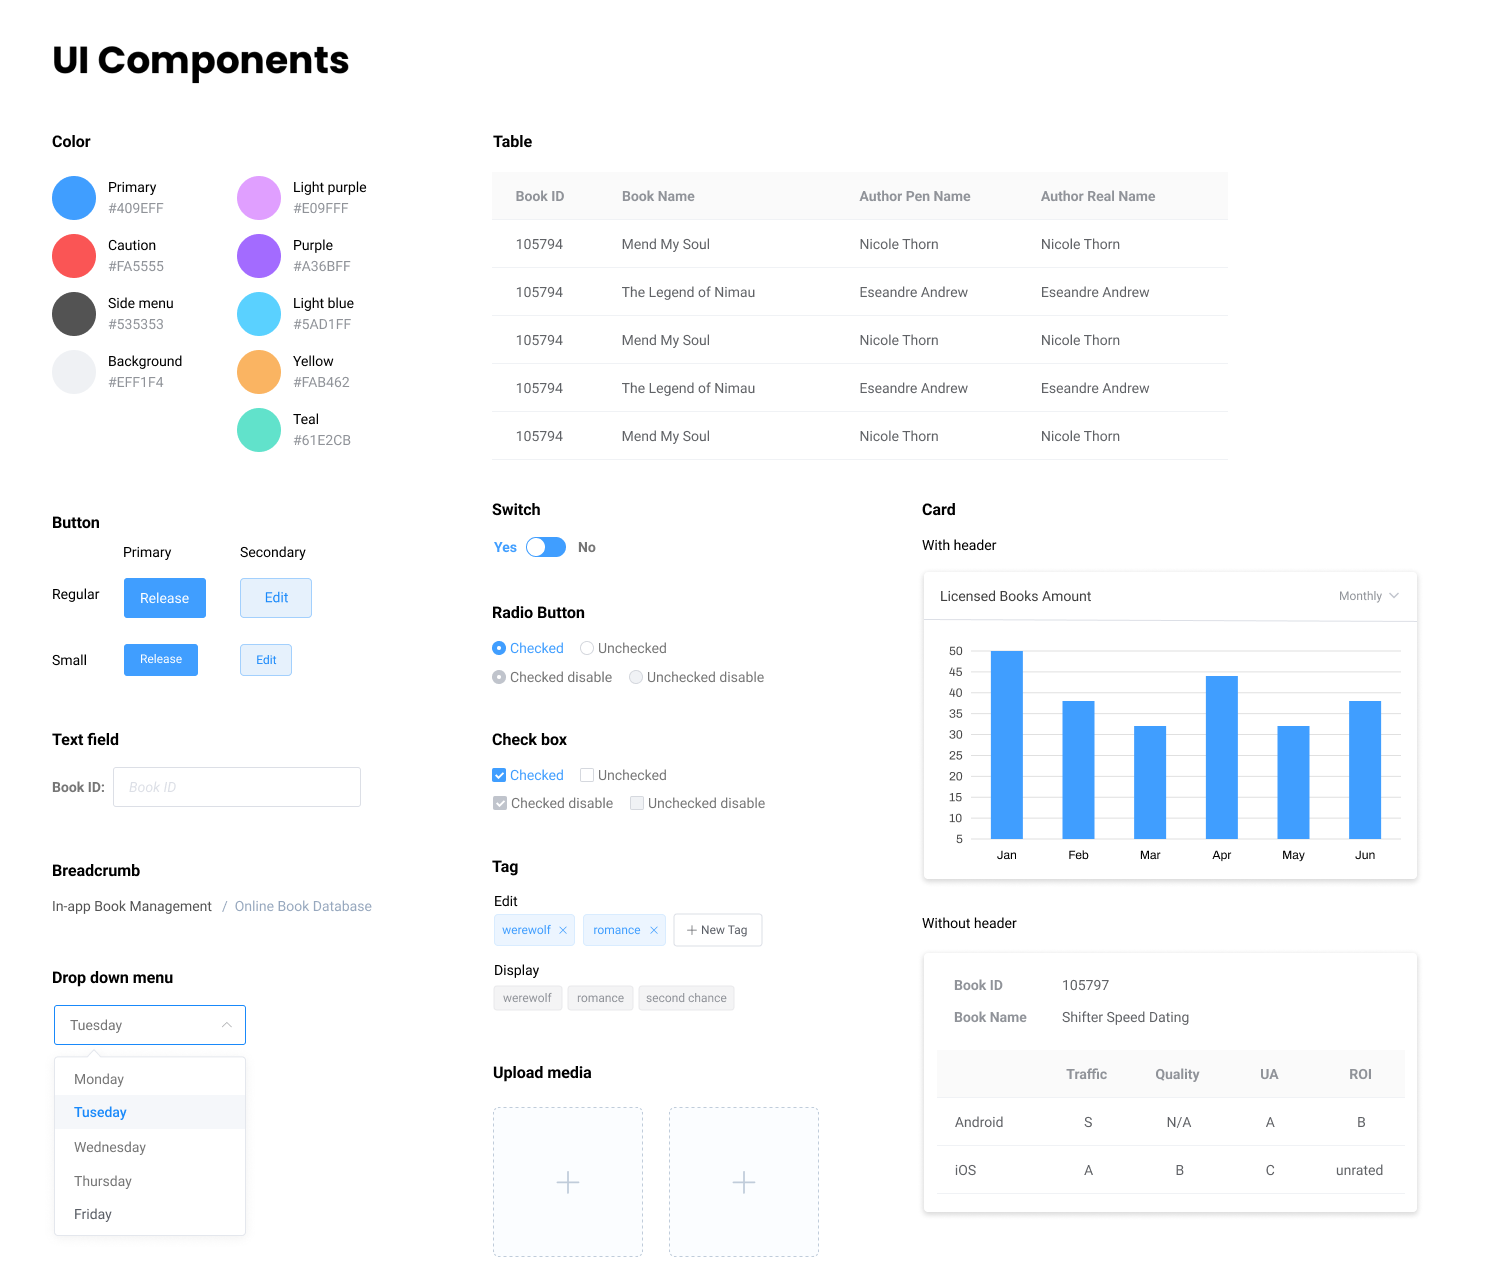 UI Components
Color
Primary
#409EFF
Caution
#FA5555
Side menu
#535353
Background
#EFF1F4
Light purple
#E09FFF
Purple
#A36BFF
Light blue
#5AD1FF
Yellow
#FAB462
Teal
#61E2CB
Table
Book ID Book Name Author Pen Name Author Real Name
105794 Mend My Soul Nicole Thorn Nicole Thorn
105794 The Legend of Nimau Eseandre Andrew Eseandre Andrew
105794 Mend My Soul Nicole Thorn Nicole Thorn
105794 The Legend of Nimau Eseandre Andrew Eseandre Andrew
105794 Mend My Soul Nicole Thorn Nicole Thorn
Button
Primary Secondary
Regular Release Edit
Small Release Edit
Text field
Book ID: Book ID
Breadcrumb
In-app Book Management / Online Book Database
Drop down menu
Tuesday
Monday
Tuseday
Wednesday
Thursday
Friday
Switch
Yes No
Radio Button
Checked Unchecked
Checked disable Unchecked disable
Check box
Checked Unchecked
Checked disable Unchecked disable
Tag
Edit
werewolf × romance × + New Tag
Display
werewolf romance second chance
Upload media
Card
With header
Licensed Books Amount Monthly
50
45
40
35
30
25
20
15
10
5
Jan Feb Mar Apr May Jun
Without header
Book ID 105797
Book Name Shifter Speed Dating
Traffic Quality UA ROI
Android S N/A A B
iOS A B C unrated